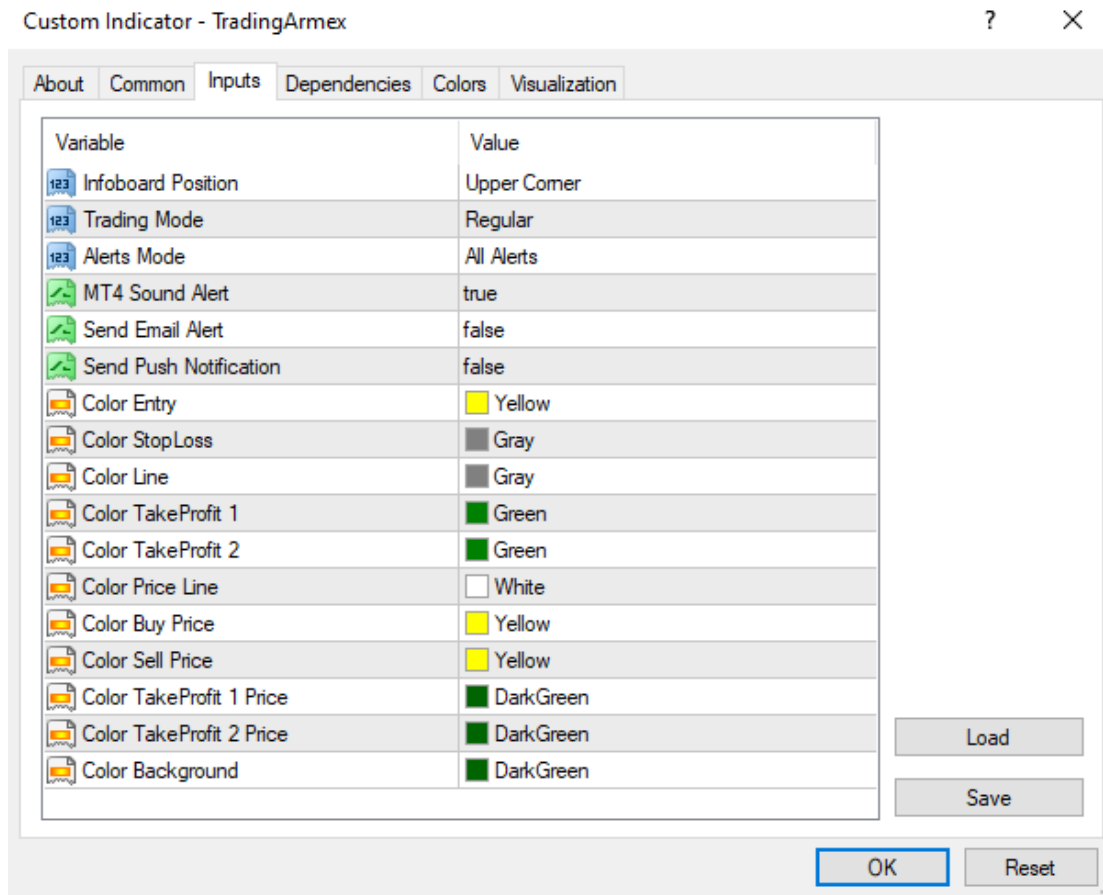 Custom Indicator - TradingArmex ?
About Common Inputs Dependencies Colors Visualization
Variable Value
123 Infoboard Position Upper Corner
123 Trading Mode Regular
123 Alerts Mode All Alerts
MT4 Sound Alert true
Send Email Alert false
Send Push Notification false
Color Entry Yellow
Color StopLoss Gray
Color Line Gray
Color TakeProfit 1 Green
Color TakeProfit 2 Green
Color Price Line White
Color Buy Price Yellow
Color Sell Price Yellow
Color TakeProfit 1 Price DarkGreen
Color TakeProfit 2 Price DarkGreen
Color Background DarkGreen
Load
Save
OK Reset